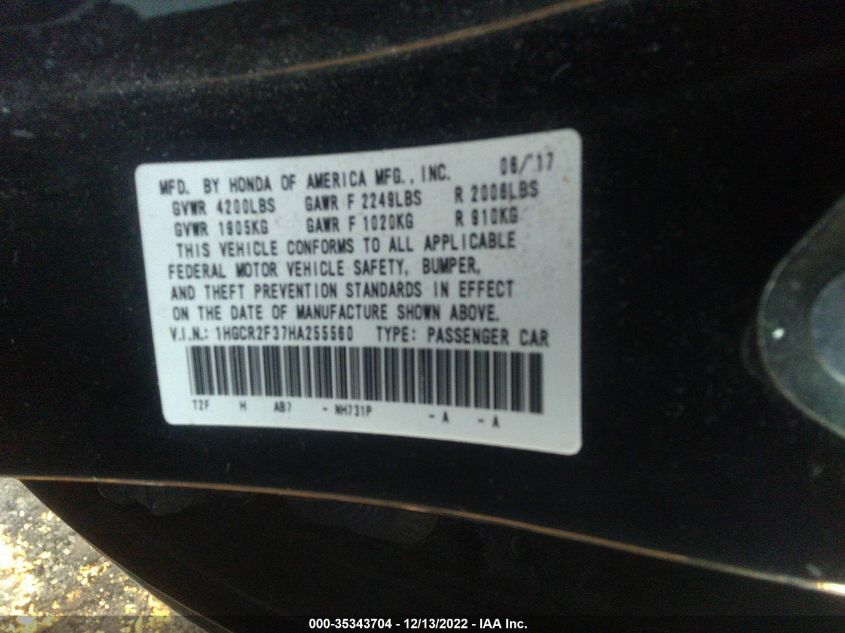 MFD. BY HONDA OF AMERICA MFG., INC. 06/'17
GVWR 4200LBS GAWR F 2249LBS R 2006LBS
GVWR 1905KG GAWR F 1020KG R 910KG
THIS VEHICLE CONFORMS TO ALL APPLICABLE
FEDERAL MOTOR VEHICLE SAFETY, BUMPER,
AND THEFT PREVENTION STANDARDS IN EFFECT
ON THE DATE OF MANUFACTURE SHOWN ABOVE.
V.I.N.: 1HGCR2F37HA255560 TYPE: PASSENGER CAR
T2F H AB7 - NH731P - A - A
000-35343704 - 12/13/2022 - IAA Inc.